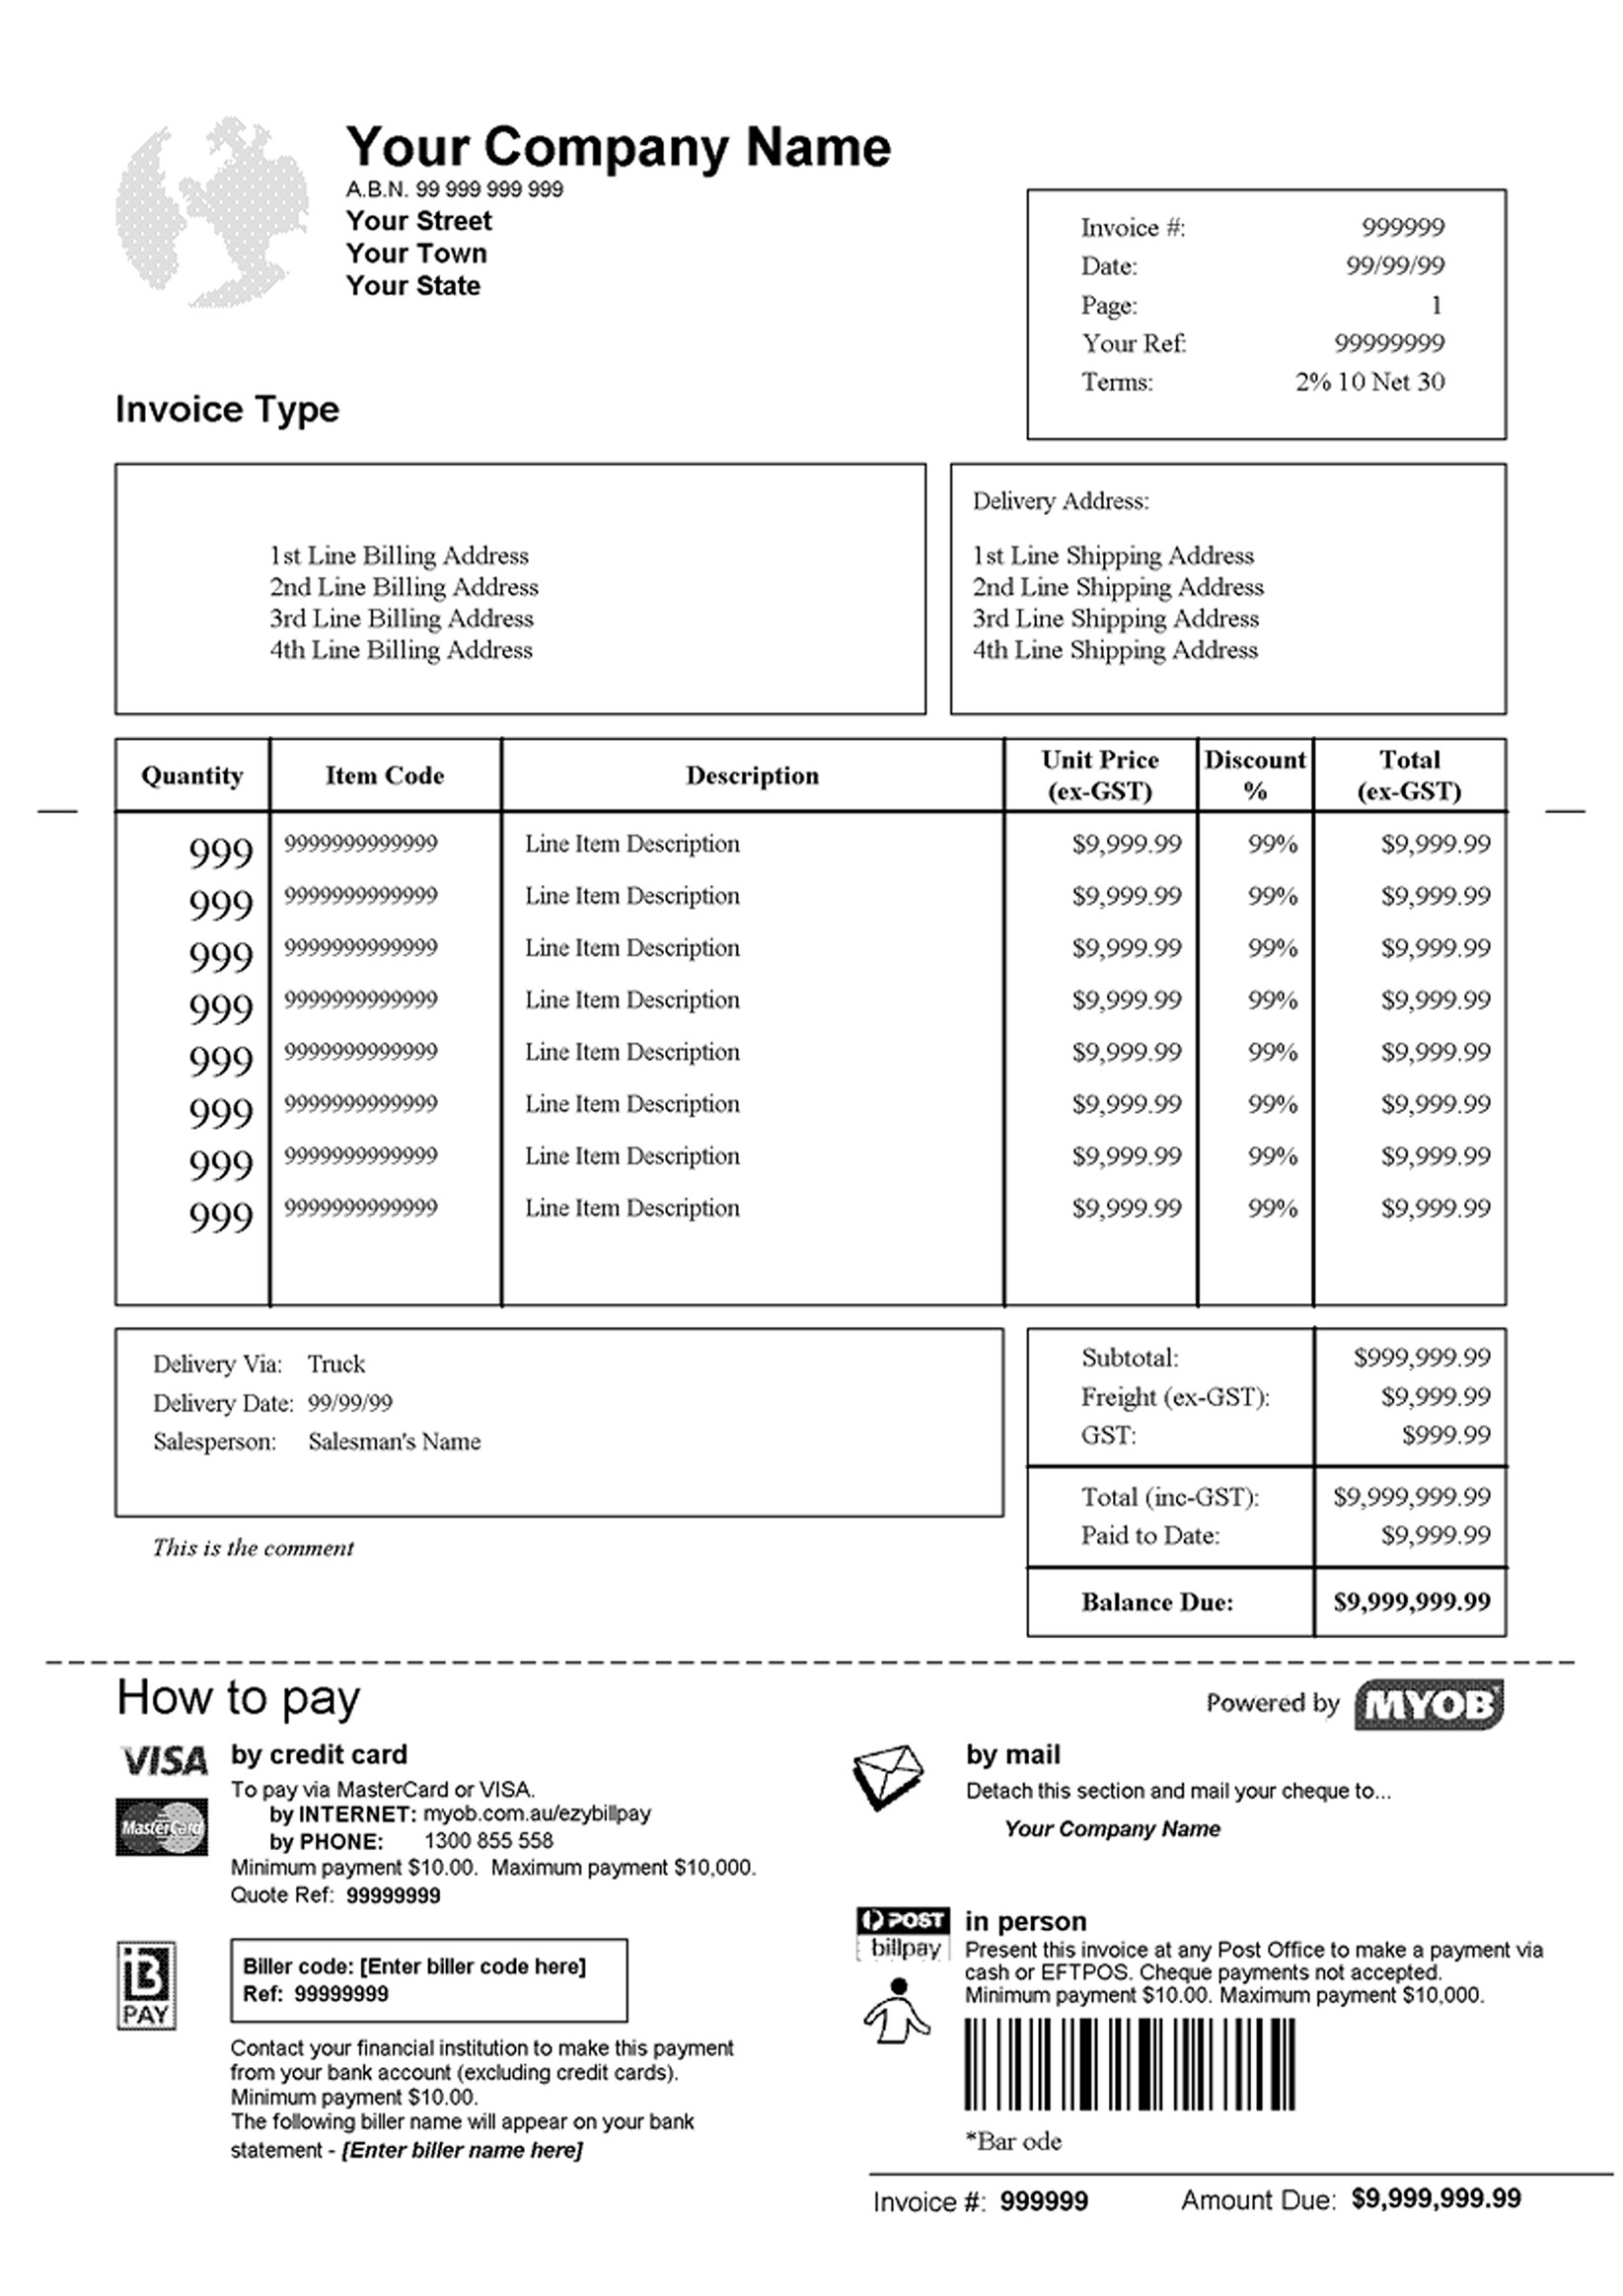 Your Company Name
A.B.N. 99 999 999 999
Your Street
Your Town
Your State
Invoice #: 999999
Date: 99/99/99
Page: 1
Your Ref: 99999999
Terms: 2% 10 Net 30
Invoice Type
1st Line Billing Address
2nd Line Billing Address
3rd Line Billing Address
4th Line Billing Address
Delivery Address:
1st Line Shipping Address
2nd Line Shipping Address
3rd Line Shipping Address
4th Line Shipping Address
Quantity Item Code Description Unit Price (ex-GST) Discount % Total (ex-GST)
999 9999999999999 Line Item Description $9,999.99 99% $9,999.99
999 9999999999999 Line Item Description $9,999.99 99% $9,999.99
999 9999999999999 Line Item Description $9,999.99 99% $9,999.99
999 9999999999999 Line Item Description $9,999.99 99% $9,999.99
999 9999999999999 Line Item Description $9,999.99 99% $9,999.99
999 9999999999999 Line Item Description $9,999.99 99% $9,999.99
999 9999999999999 Line Item Description $9,999.99 99% $9,999.99
999 9999999999999 Line Item Description $9,999.99 99% $9,999.99
Delivery Via: Truck
Delivery Date: 99/99/99
Salesperson: Salesman's Name
This is the comment
Subtotal: $999,999.99
Freight (ex-GST): $9,999.99
GST: $999.99
Total (inc-GST): $9,999,999.99
Paid to Date: $9,999.99
Balance Due: $9,999,999.99
How to pay
Powered by MYOB
VISA
MasterCard
by credit card
To pay via MasterCard or VISA.
by INTERNET: myob.com.au/ezybillpay
by PHONE: 1300 855 558
Minimum payment $10.00. Maximum payment $10,000.
Quote Ref: 99999999
B
PAY
Biller code: [Enter biller code here]
Ref: 99999999
Contact your financial institution to make this payment
from your bank account (excluding credit cards).
Minimum payment $10.00.
The following biller name will appear on your bank
statement - [Enter biller name here]
by mail
Detach this section and mail your cheque to...
Your Company Name
POST
billpay
in person
Present this invoice at any Post Office to make a payment via
cash or EFTPOS. Cheque payments not accepted.
Minimum payment $10.00. Maximum payment $10,000.
*Bar ode
Invoice #: 999999 Amount Due: $9,999,999.99